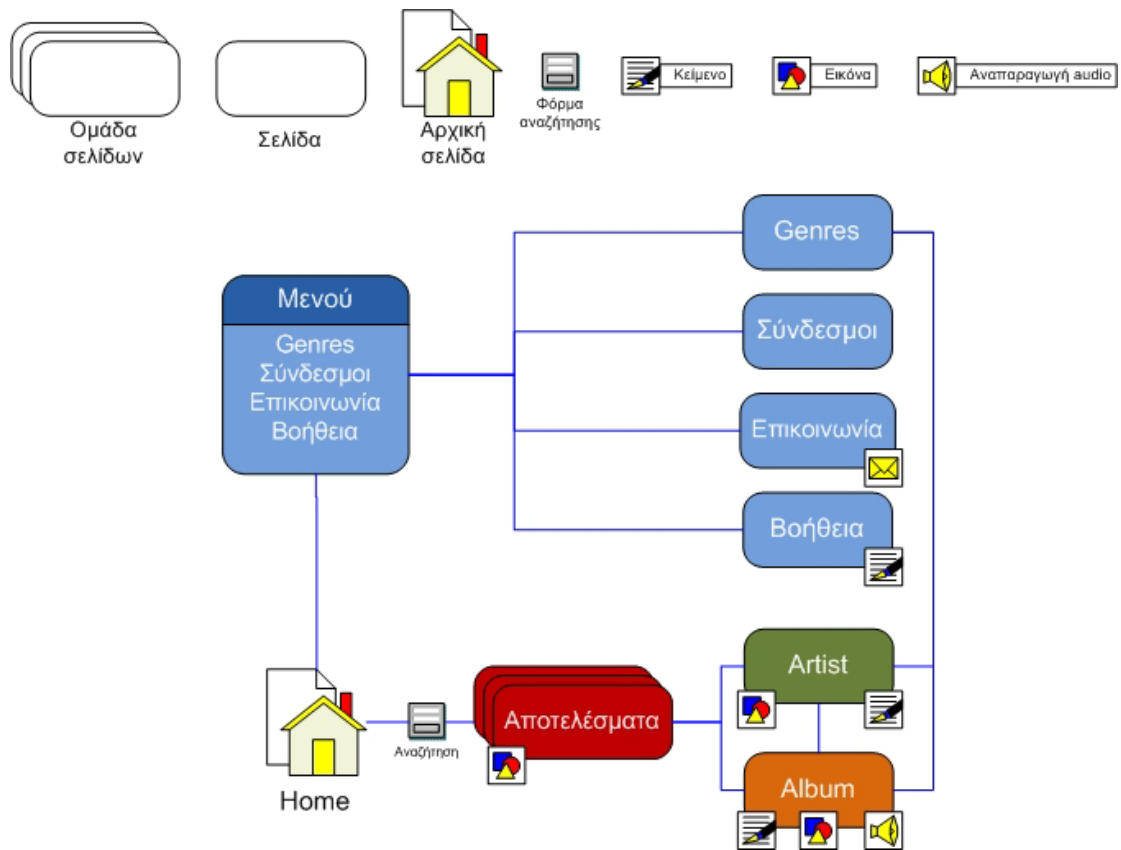 Ομάδα
σελίδων
Σελίδα
Αρχική
σελίδα
Φόρμα
αναζήτησης
Κείμενο
Εικόνα
Αναπαραγωγή audio
Μενού
Genres
Σύνδεσμοι
Επικοινωνία
Βοήθεια
Genres
Σύνδεσμοι
Επικοινωνία
Βοήθεια
Home
Αναζήτηση
Αποτελέσματα
Artist
Album